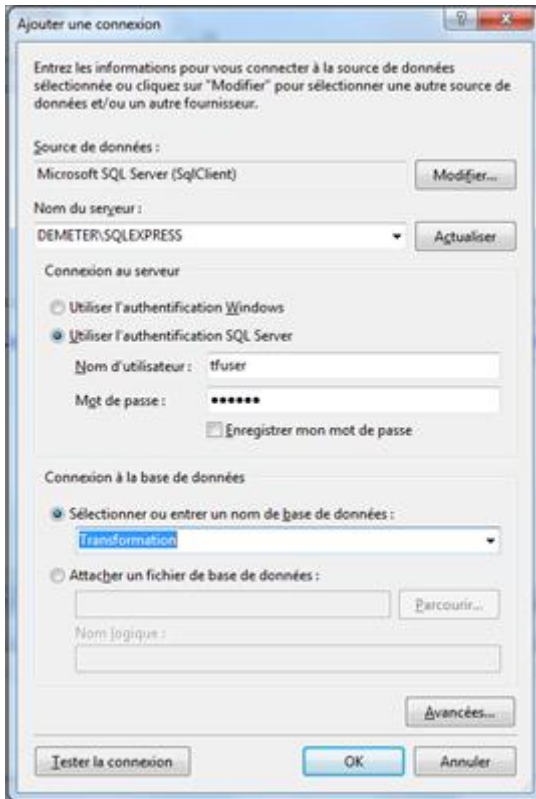 Ajouter une connexion
Entrez les informations pour vous connecter à la source de données
sélectionnée ou cliquez sur "Modifier" pour sélectionner une autre source de
données et/ou un autre fournisseur.
Source de données :
Microsoft SQL Server (SqlClient)
Modifier...
Nom du serveur :
DEMETER\SQLEXPRESS
Actualiser
Connexion au serveur
Utiliser l'authentification Windows
Utiliser l'authentification SQL Server
Nom d'utilisateur :
tfuser
Mot de passe :
••••••
Enregistrer mon mot de passe
Connexion à la base de données
Sélectionner ou entrer un nom de base de données :
Transformation
Attacher un fichier de base de données :
Parcourir...
Nom logique :
Avancées...
Tester la connexion
OK
Annuler